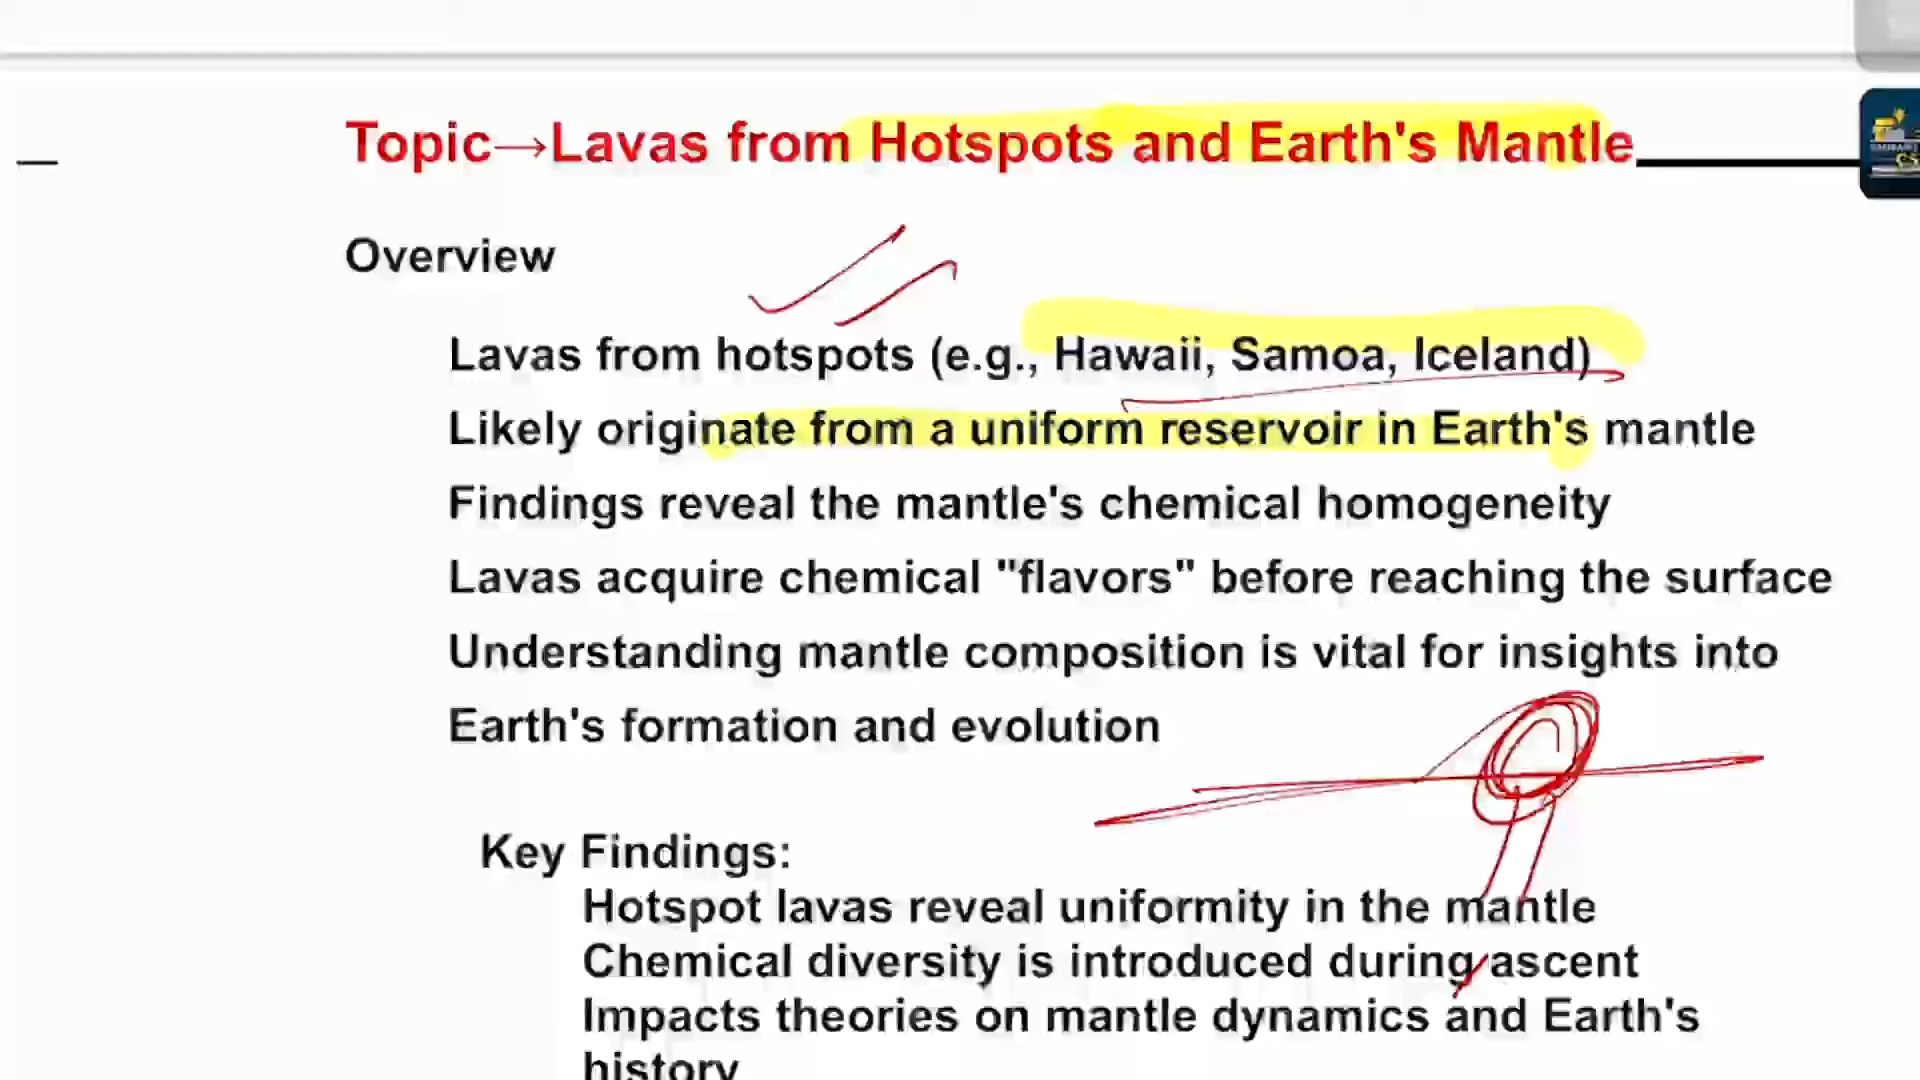 Topic→Lavas from Hotspots and Earth's Mantle
Overview
Lavas from hotspots (e.g., Hawaii, Samoa, Iceland)
Likely originate from a uniform reservoir in Earth's mantle
Findings reveal the mantle's chemical homogeneity
Lavas acquire chemical "flavors" before reaching the surface
Understanding mantle composition is vital for insights into
Earth's formation and evolution
Key Findings:
Hotspot lavas reveal uniformity in the mantle
Chemical diversity is introduced during ascent
Impacts theories on mantle dynamics and Earth's
history